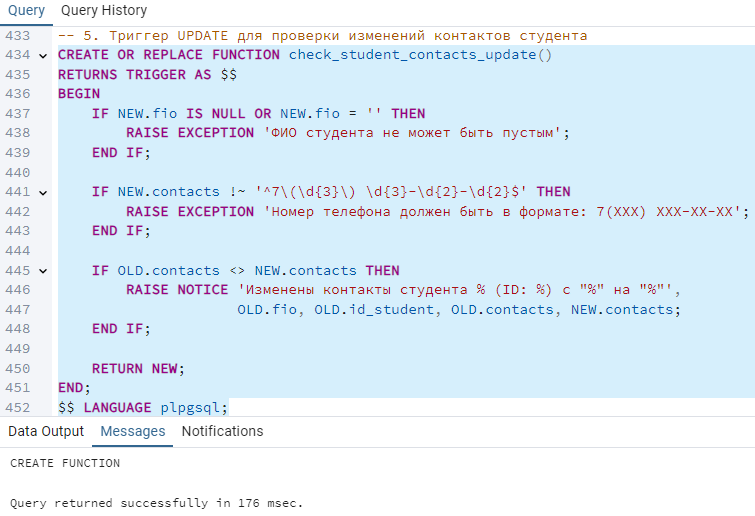 Query Query History
433 -- 5. Триггер UPDATE для проверки изменений контактов студента
434 CREATE OR REPLACE FUNCTION check_student_contacts_update()
435 RETURNS TRIGGER AS $$
436 BEGIN
437     IF NEW.fio IS NULL OR NEW.fio = '' THEN
438         RAISE EXCEPTION 'ФИО студента не может быть пустым';
439     END IF;
440
441     IF NEW.contacts !~ '^7\(\d{3}\) \d{3}-\d{2}-\d{2}$' THEN
442         RAISE EXCEPTION 'Номер телефона должен быть в формате: 7(XXX) XXX-XX-XX';
443     END IF;
444
445     IF OLD.contacts <> NEW.contacts THEN
446         RAISE NOTICE 'Изменены контакты студента % (ID: %) с "%" на "%"',
447                      OLD.fio, OLD.id_student, OLD.contacts, NEW.contacts;
448     END IF;
449
450     RETURN NEW;
451 END;
452 $$ LANGUAGE plpgsql;
Data Output Messages Notifications
CREATE FUNCTION
Query returned successfully in 176 msec.